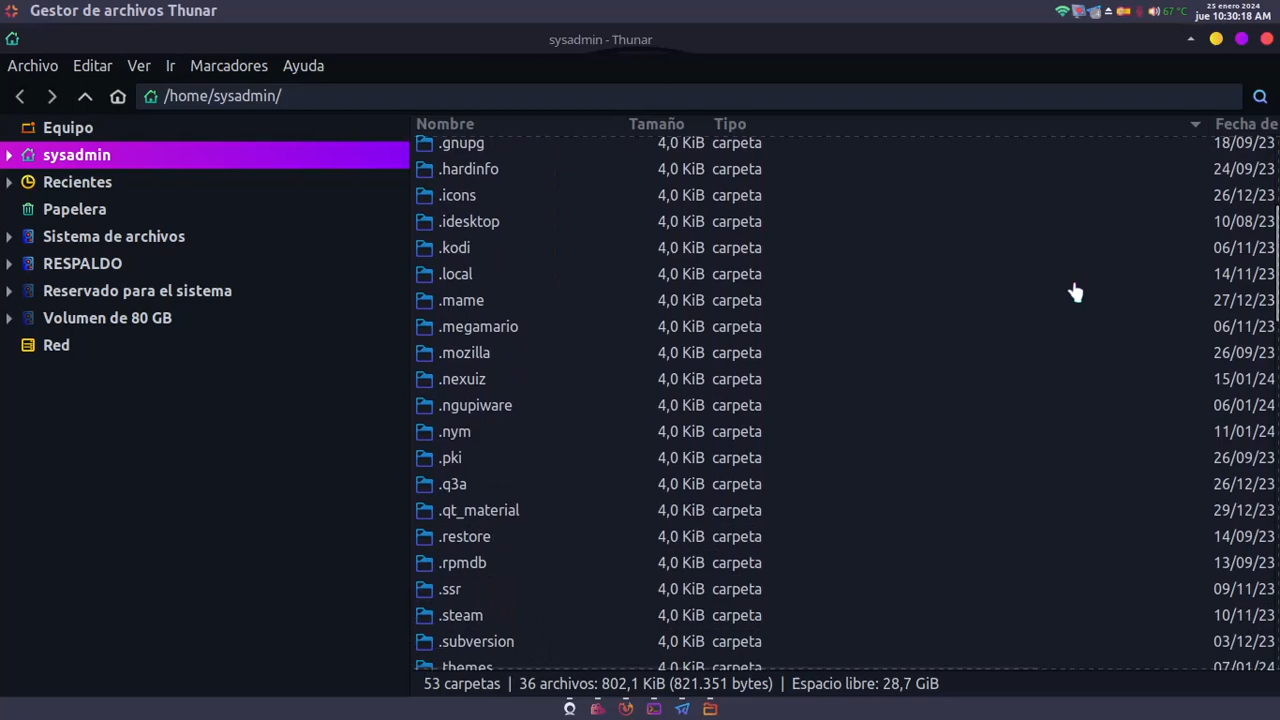 Gestor de archivos Thunar
67 °C
25 enero 2024
jue 10:30:18 AM
sysadmin - Thunar
Archivo Editar Ver Ir Marcadores Ayuda
/home/sysadmin/
Equipo
sysadmin
Recientes
Papelera
Sistema de archivos
RESPALDO
Reservado para el sistema
Volumen de 80 GB
Red
Nombre Tamaño Tipo Fecha de
.gnupg 4,0 KiB carpeta 18/09/23
.hardinfo 4,0 KiB carpeta 24/09/23
.icons 4,0 KiB carpeta 26/12/23
.idesktop 4,0 KiB carpeta 10/08/23
.kodi 4,0 KiB carpeta 06/11/23
.local 4,0 KiB carpeta 14/11/23
.mame 4,0 KiB carpeta 27/12/23
.megamario 4,0 KiB carpeta 06/11/23
.mozilla 4,0 KiB carpeta 26/09/23
.nexuiz 4,0 KiB carpeta 15/01/24
.ngupiware 4,0 KiB carpeta 06/01/24
.nym 4,0 KiB carpeta 11/01/24
.pki 4,0 KiB carpeta 26/09/23
.q3a 4,0 KiB carpeta 26/12/23
.qt_material 4,0 KiB carpeta 29/12/23
.restore 4,0 KiB carpeta 14/09/23
.rpmdb 4,0 KiB carpeta 13/09/23
.ssr 4,0 KiB carpeta 09/11/23
.steam 4,0 KiB carpeta 10/11/23
.subversion 4,0 KiB carpeta 03/12/23
.themes 4,0 KiB carpeta 07/01/24
53 carpetas | 36 archivos: 802,1 KiB (821.351 bytes) | Espacio libre: 28,7 GiB